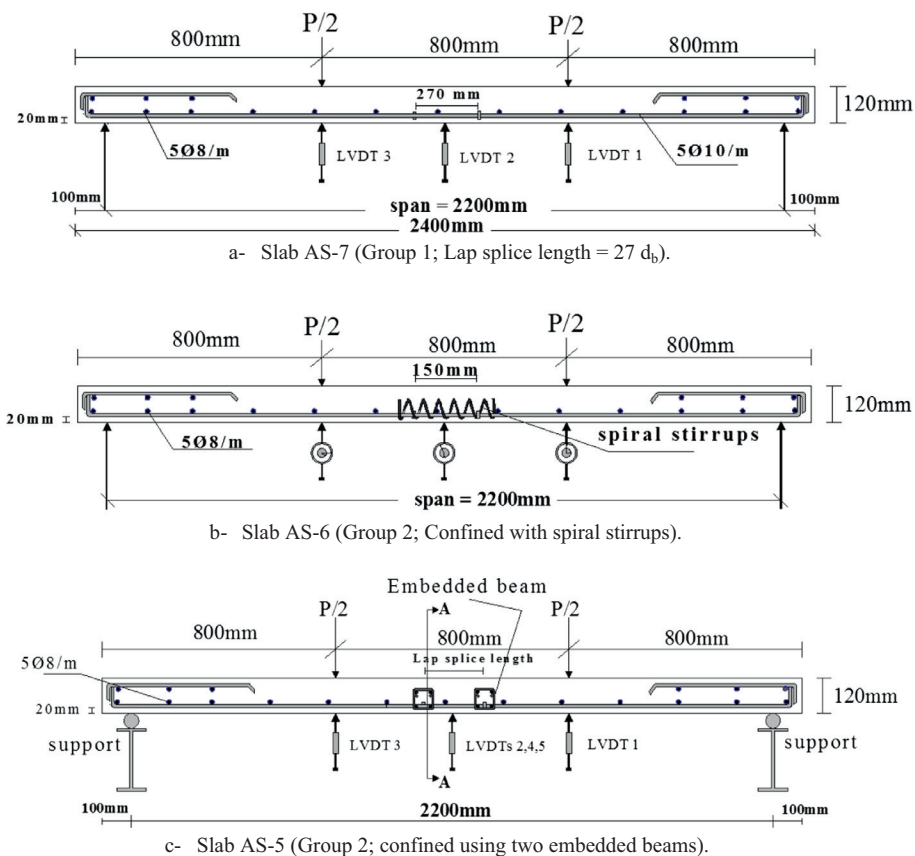 P/2 P/2
800mm 800mm 800mm
270 mm
120mm
20mm
5Ø8/m LVDT 3 LVDT 2 LVDT 1 5Ø10/m
100mm 100mm
span = 2200mm
2400mm
a- Slab AS-7 (Group 1; Lap splice length = 27 d_b).
P/2 P/2
800mm 800mm 800mm
150mm
120mm
20mm
5Ø8/m spiral stirrups
span = 2200mm
b- Slab AS-6 (Group 2; Confined with spiral stirrups).
Embedded beam
P/2 A P/2
800mm 800mm 800mm
5Ø8/m Lap splice length
120mm
20mm
support LVDT 3 LVDTs 2,4,5 LVDT 1 support
A
100mm 2200mm 100mm
c- Slab AS-5 (Group 2; confined using two embedded beams).